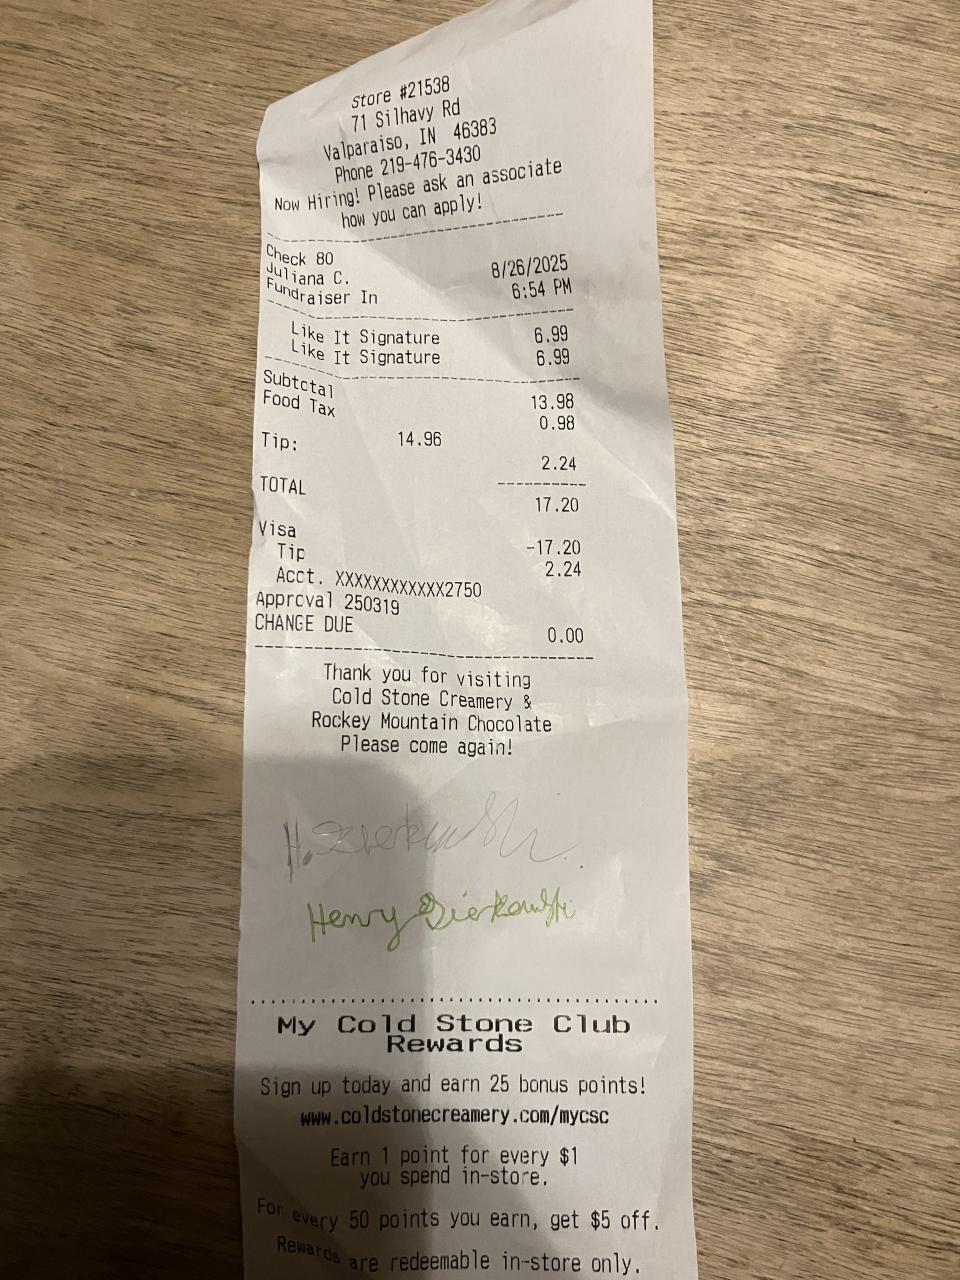 Store #21538
71 Silhavy Rd
Valparaiso, IN 46383
Phone 219-476-3430
Now Hiring! Please ask an associate
how you can apply!
Check 80
Juliana C. 8/26/2025
Fundraiser In 6:54 PM
Like It Signature 6.99
Like It Signature 6.99
Subtotal 13.98
Food Tax 0.98
14.96
Tip: 2.24
TOTAL 17.20
Visa -17.20
Tip 2.24
Acct. XXXXXXXXXXXX2750
Approval 250319
CHANGE DUE 0.00
Thank you for visiting
Cold Stone Creamery &
Rockey Mountain Chocolate
Please come again!
H.
Henry
My Cold Stone Club
Rewards
Sign up today and earn 25 bonus points!
www.coldstonecreamery.com/mycsc
Earn 1 point for every $1
you spend in-store.
For every 50 points you earn, get $5 off.
Rewards are redeemable in-store only.